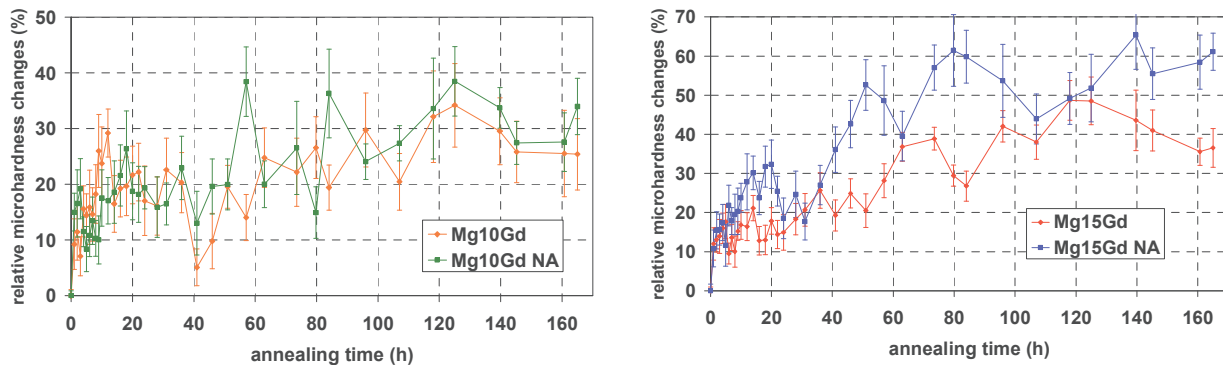 relative microhardness changes (%)
50
40
30
20
10
0
Mg10Gd
Mg10Gd NA
0 20 40 60 80 100 120 140 160
annealing time (h)
relative microhardness changes (%)
70
60
50
40
30
20
10
0
Mg15Gd
Mg15Gd NA
0 20 40 60 80 100 120 140 160
annealing time (h)